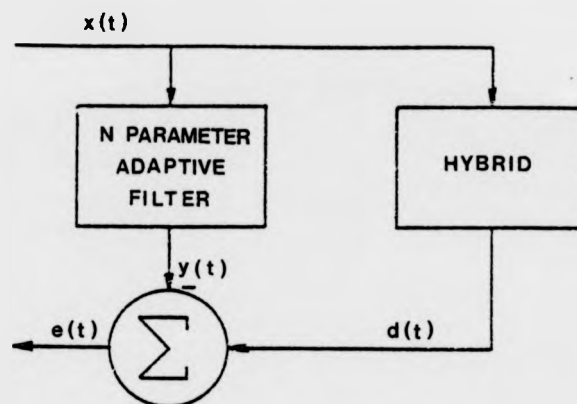 x(t)
N PARAMETER
ADAPTIVE
FILTER
HYBRID
y(t)
−
e(t)
Σ
d(t)